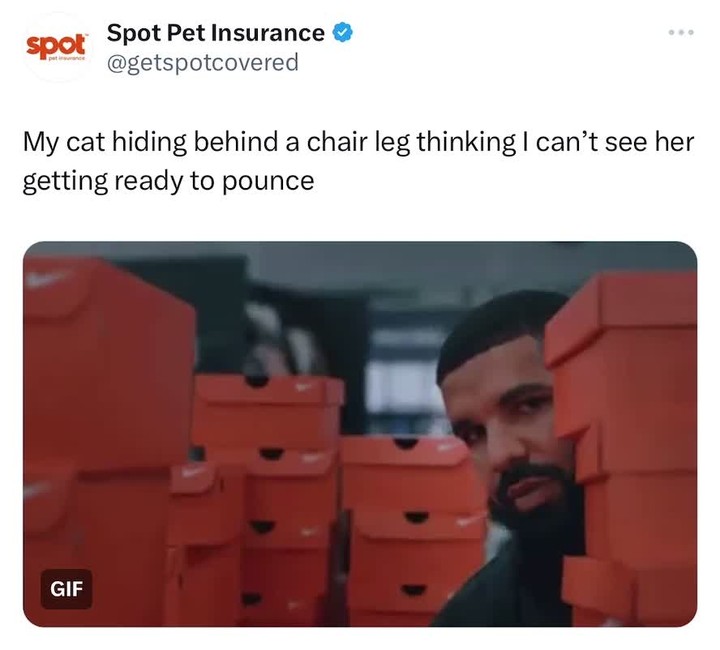 spot
pet insurance
Spot Pet Insurance
@getspotcovered
My cat hiding behind a chair leg thinking I can’t see her
getting ready to pounce
GIF